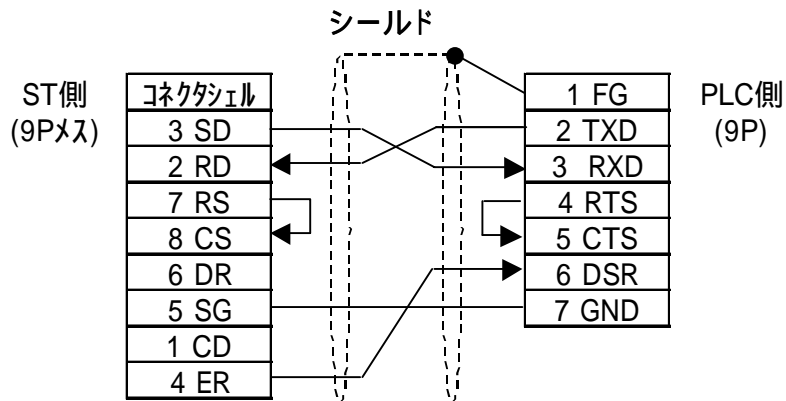 シールド
ST側
(9Pメス)
コネクタシェル
3 SD
2 RD
7 RS
8 CS
6 DR
5 SG
1 CD
4 ER
1 FG
2 TXD
3 RXD
4 RTS
5 CTS
6 DSR
7 GND
PLC側
(9P)